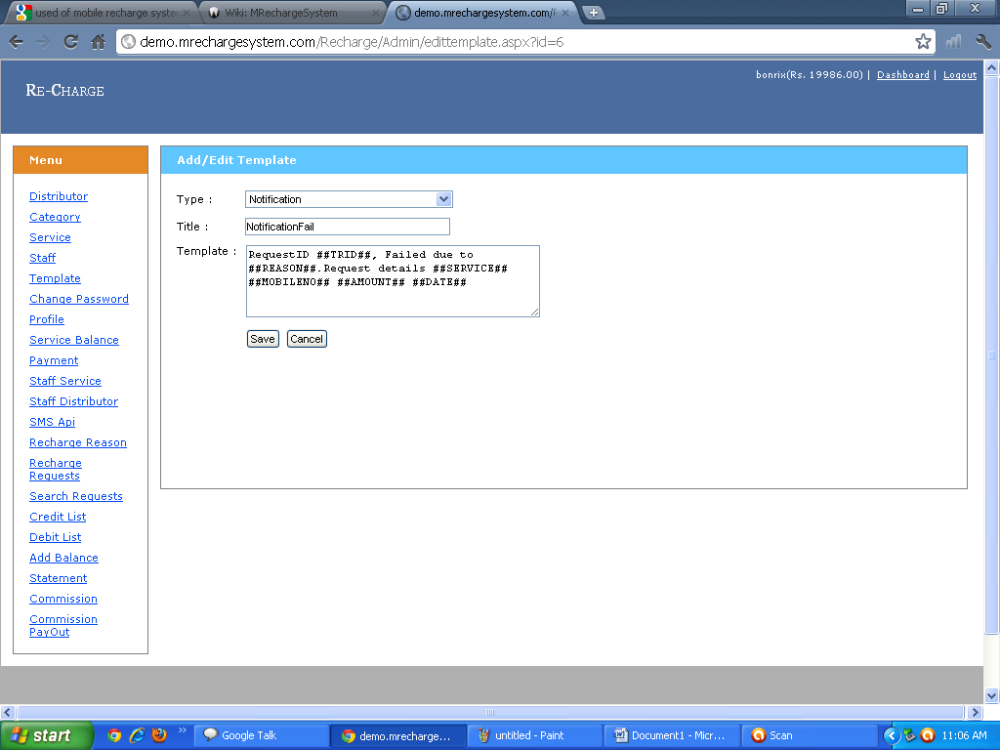 used of mobile recharge syste
Wiki: MRechargeSystem
demo.mrechargesystem.com/F
demo.mrechargesystem.com/Recharge/Admin/edittemplate.aspx?id=6
bonrix(Rs. 19986.00) | Dashboard | Logout
RE-CHARGE
Menu
Distributor
Category
Service
Staff
Template
Change Password
Profile
Service Balance
Payment
Staff Service
Staff Distributor
SMS Api
Recharge Reason
Recharge
Requests
Search Requests
Credit List
Debit List
Add Balance
Statement
Commission
Commission
PayOut
Add/Edit Template
Type : Notification
Title : NotificationFail
Template : RequestID ##TRID##, Failed due to
##REASON##.Request details ##SERVICE##
##MOBILENO## ##AMOUNT## ##DATE##
Save Cancel
start
Google Talk
demo.mrecharge...
untitled - Paint
Document1 - Micr...
Scan
11:06 AM